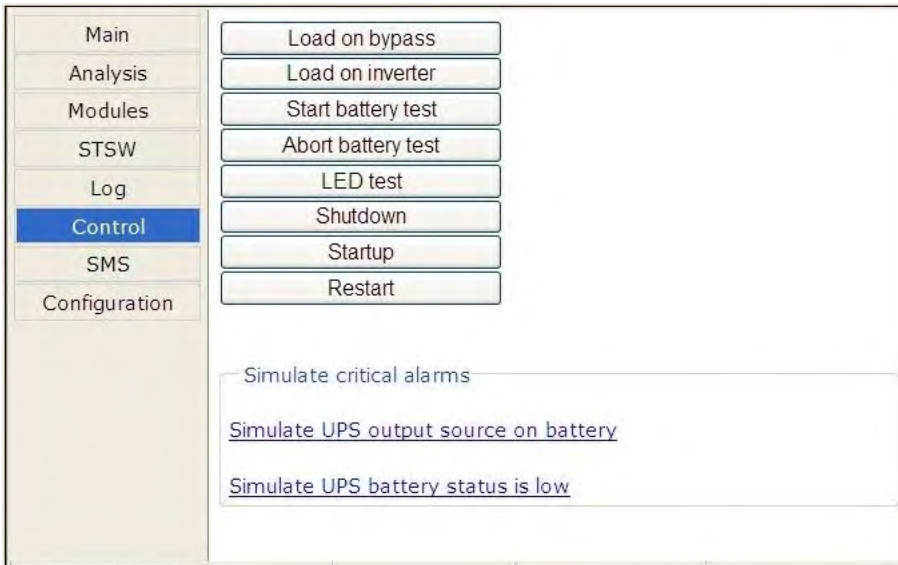 Main
Analysis
Modules
STSW
Log
Control
SMS
Configuration
Load on bypass
Load on inverter
Start battery test
Abort battery test
LED test
Shutdown
Startup
Restart
Simulate critical alarms
Simulate UPS output source on battery
Simulate UPS battery status is low